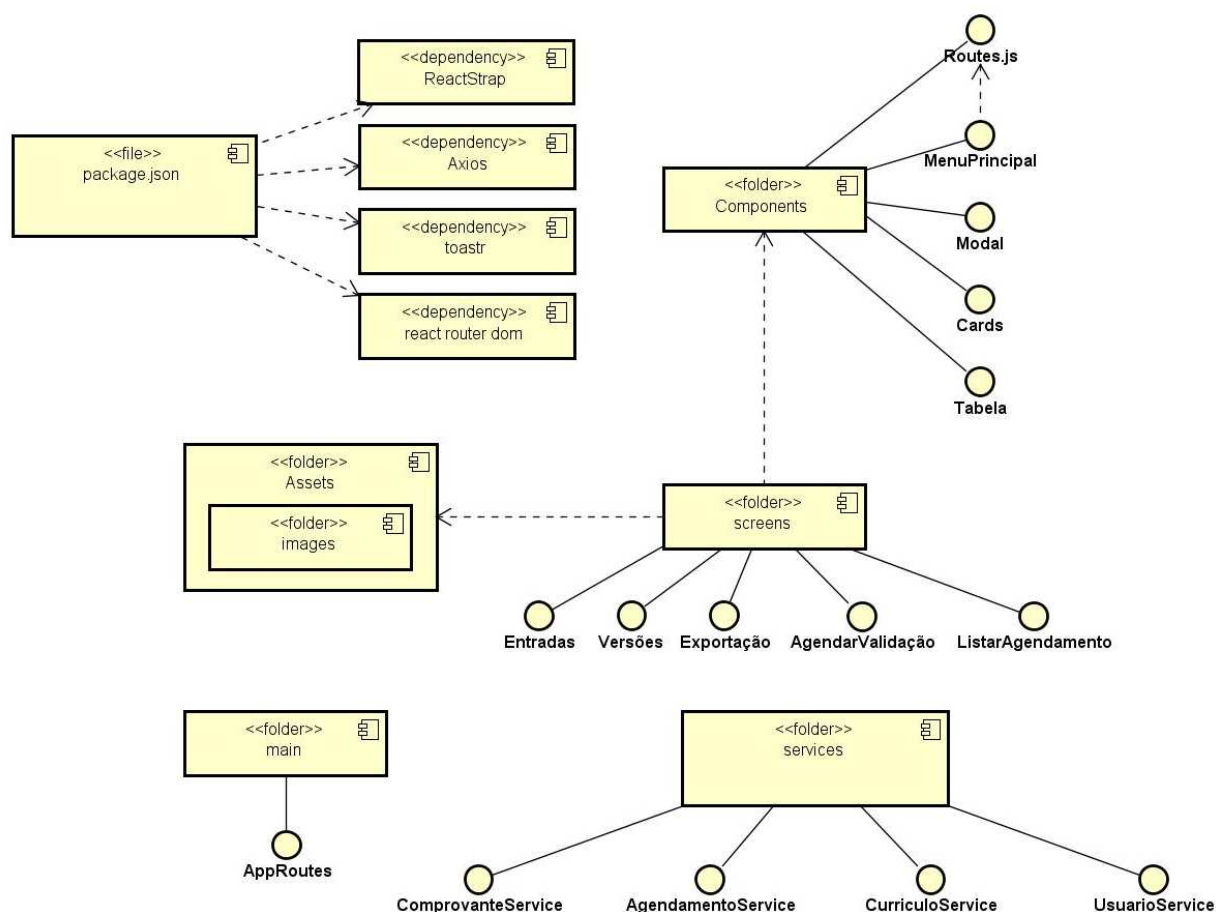 <<dependency>>
ReactStrap
<<file>>
package.json
<<dependency>>
Axios
<<dependency>>
toastr
<<dependency>>
react router dom
Routes.js
MenuPrincipal
<<folder>>
Components
Modal
Cards
Tabela
<<folder>>
Assets
<<folder>>
images
<<folder>>
screens
Entradas
Versões
Exportação
AgendarValidação
ListarAgendamento
<<folder>>
main
AppRoutes
<<folder>>
services
ComprovanteService
AgendamentoService
CurriculoService
UsuarioService